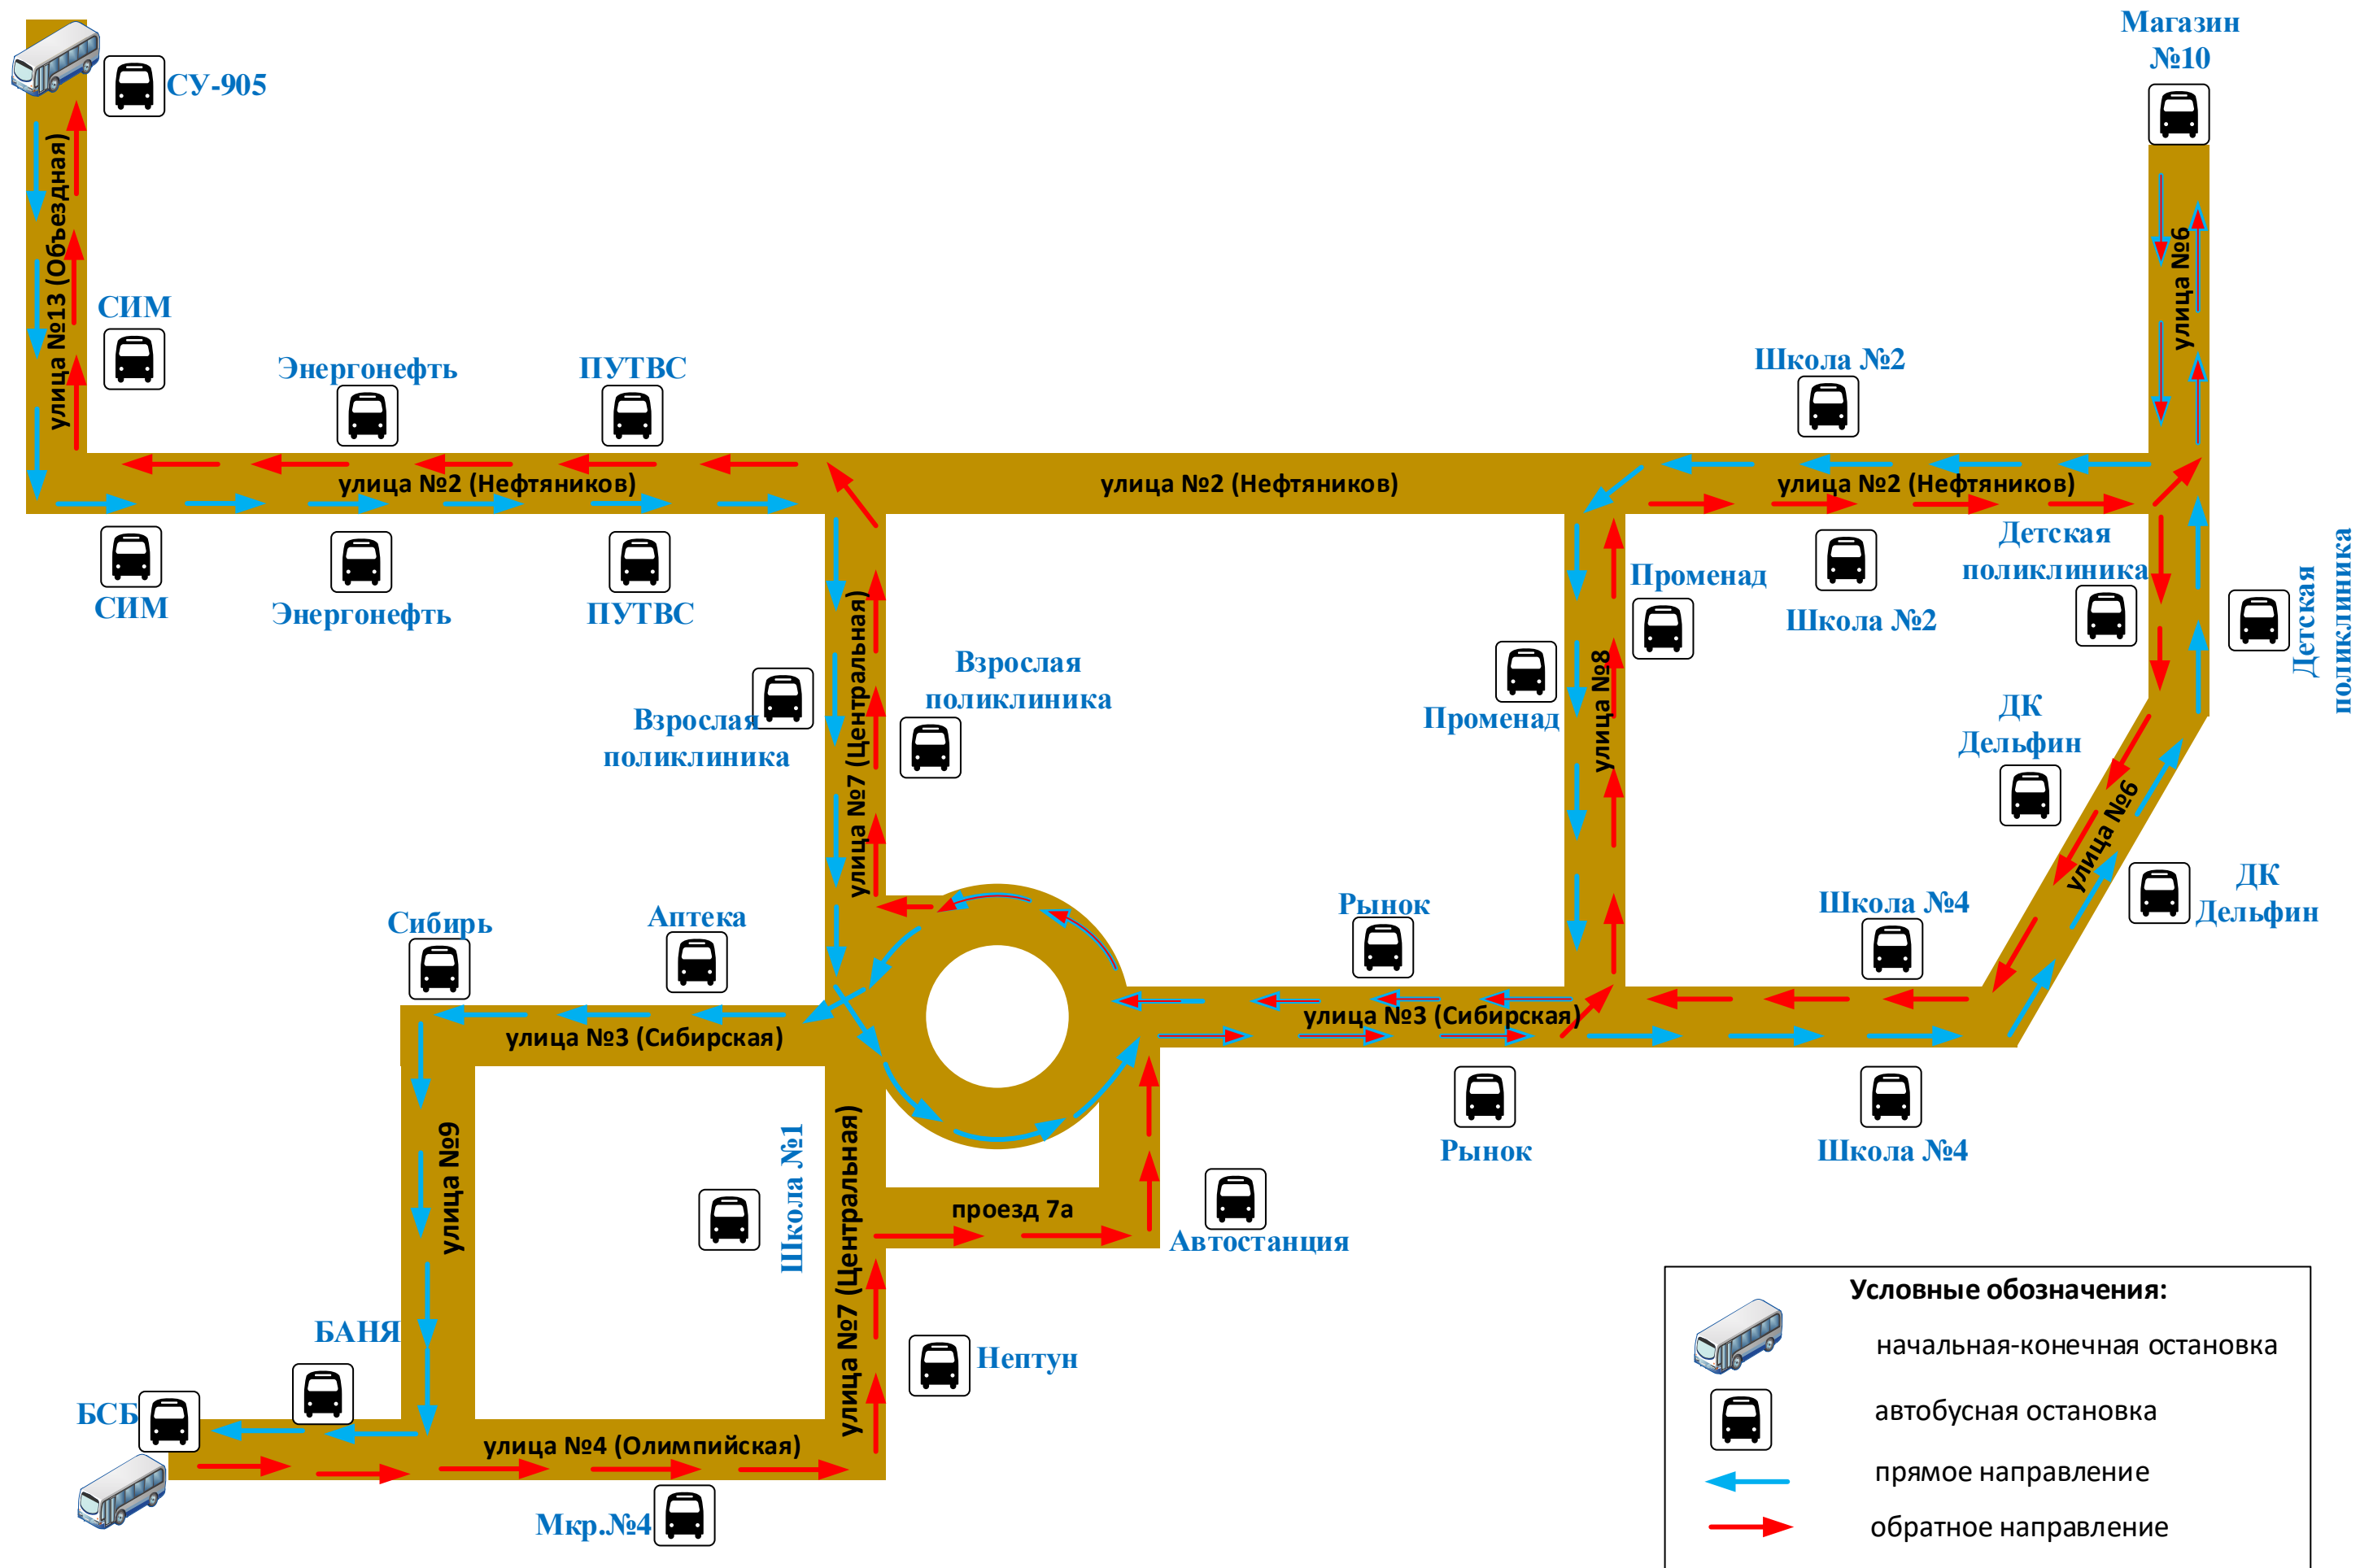 Магазин
№10
СУ-905
улица №13 (Объездная)
улица №6
СИМ
Энергонефть
ПУТВС
Школа №2
улица №2 (Нефтяников)
улица №2 (Нефтяников)
улица №2 (Нефтяников)
СИМ
Энергонефть
ПУТВС
Променад
Школа №2
Детская
поликлиника
Детская
поликлиника
Взрослая
поликлиника
улица №7 (Центральная)
Взрослая
поликлиника
Променад
улица №8
ДК
Дельфин
улица №6
ДК
Дельфин
Сибирь
Аптека
Рынок
Школа №4
улица №3 (Сибирская)
улица №3 (Сибирская)
Рынок
Школа №4
улица №9
Школа №1
улица №7 (Центральная)
проезд 7а
Автостанция
БАНЯ
Нептун
БСБ
улица №4 (Олимпийская)
Мкр.№4
Условные обозначения:
начальная-конечная остановка
автобусная остановка
прямое направление
обратное направление